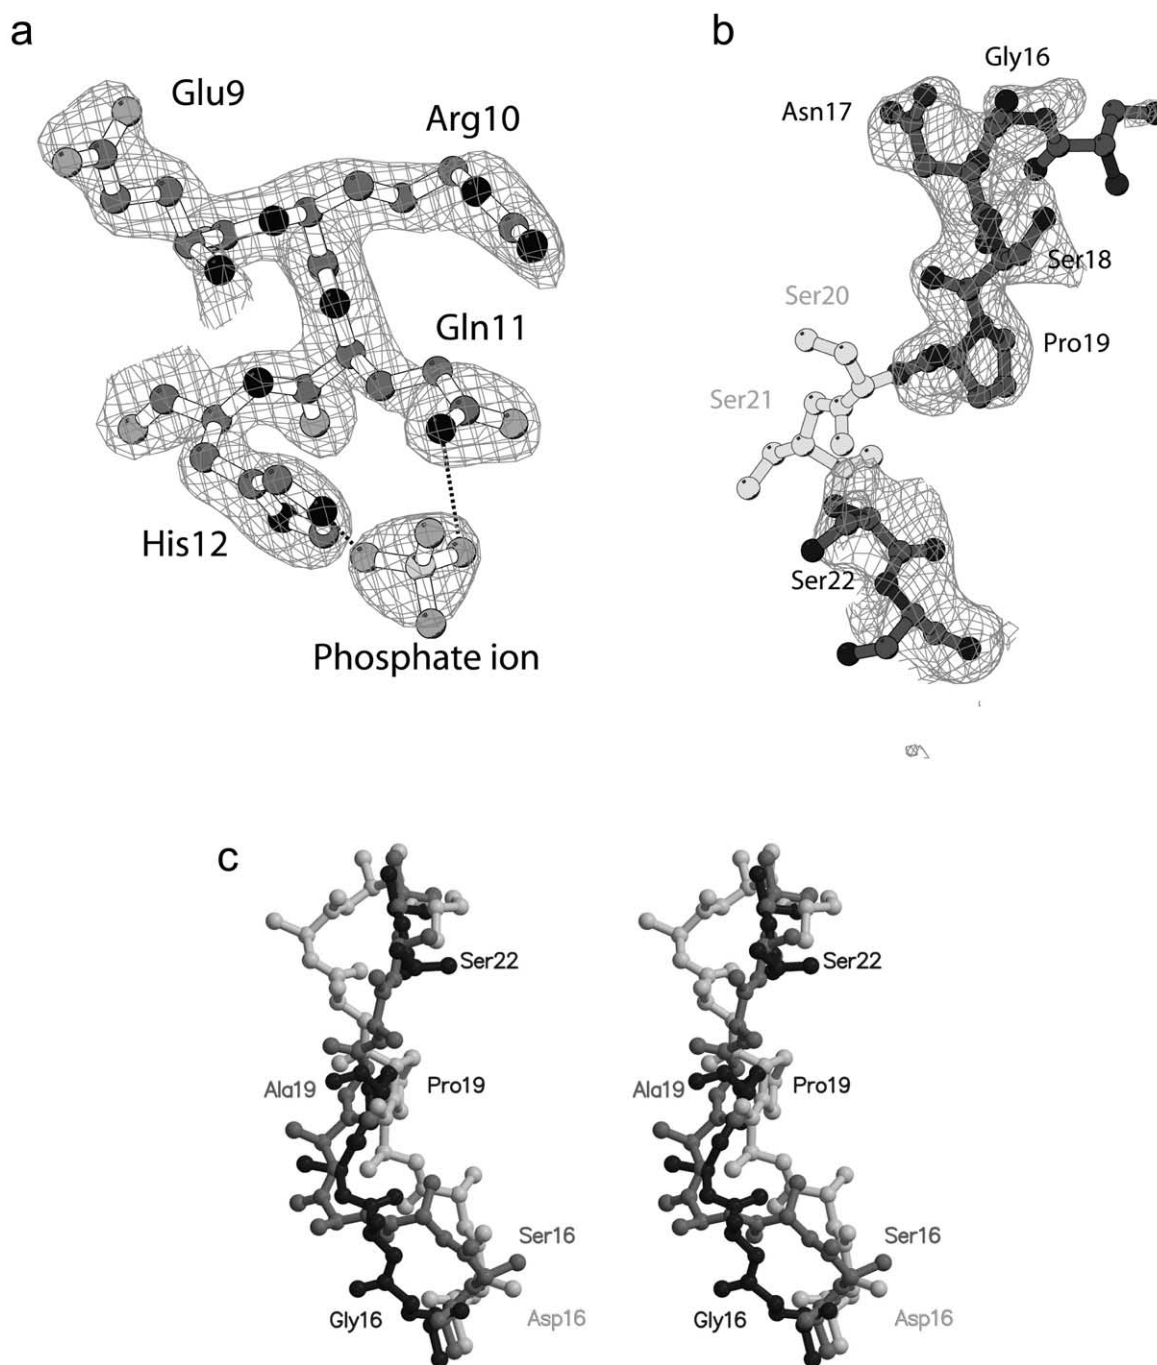 a
Glu9
Arg10
Gln11
His12
Phosphate ion
b
Gly16
Asn17
Ser18
Ser20
Pro19
Ser21
Ser22
c
Ser22
Ala19
Pro19
Ser16
Gly16
Asp16
Ser22
Ala19
Pro19
Ser16
Gly16
Asp16